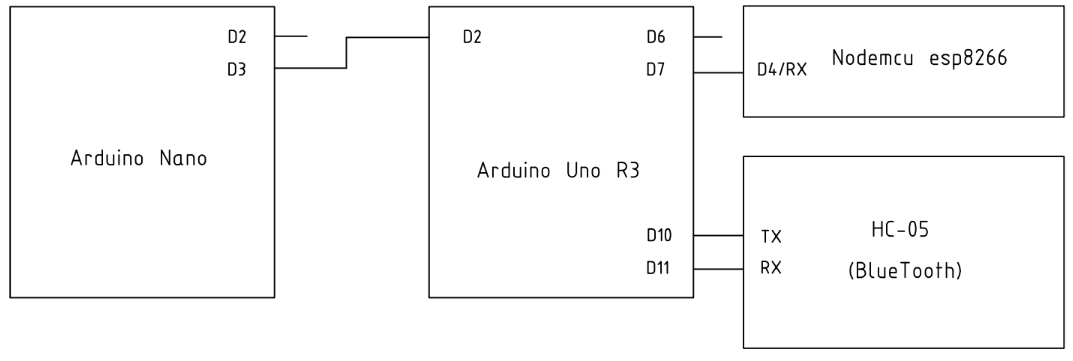 D2
D3
Arduino Nano
D2
D6
D7
Arduino Uno R3
D10
D11
D4/RX
Nodemcu esp8266
TX
RX
HC-05
(BlueTooth)